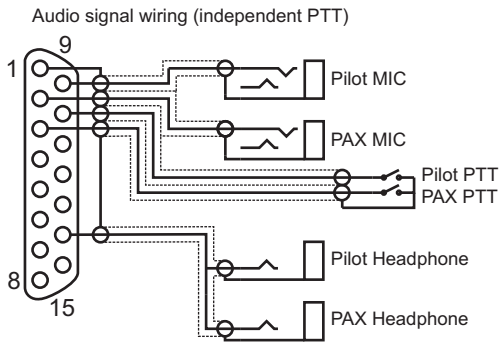 Audio signal wiring (independent PTT)
9
1
Pilot MIC
PAX MIC
Pilot PTT
PAX PTT
Pilot Headphone
8
15
PAX Headphone